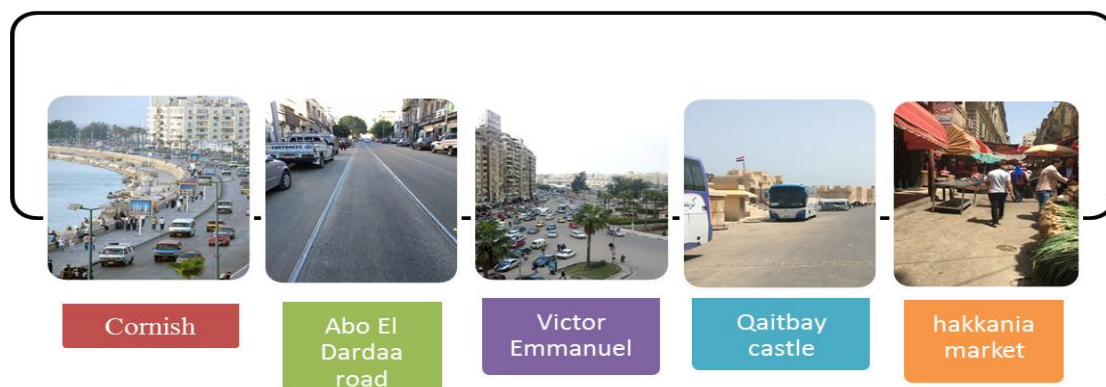 Cornish
Abo El
Dardaa
road
Victor
Emmanuel
Qaitbay
castle
hakkania
market